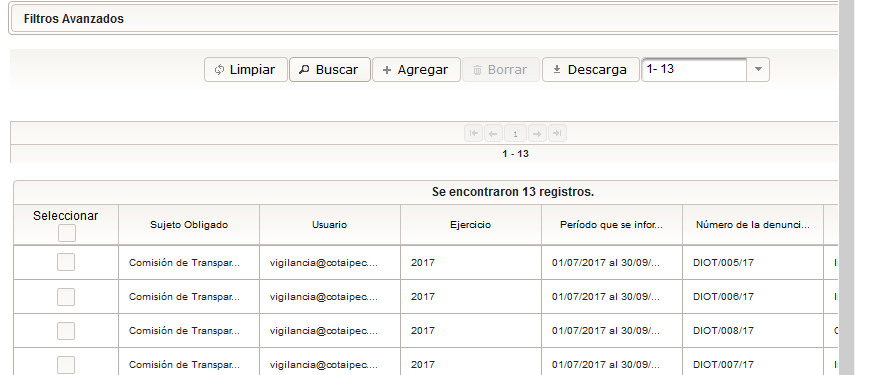 Filtros Avanzados
Limpiar Buscar Agregar Borrar Descarga 1- 13
1
1 - 13
Se encontraron 13 registros.
Seleccionar Sujeto Obligado Usuario Ejercicio Período que se infor... Número de la denunci...
Comisión de Transpar... vigilancia@cotaipec.... 2017 01/07/2017 al 30/09/... DIOT/005/17
Comisión de Transpar... vigilancia@cotaipec.... 2017 01/07/2017 al 30/09/... DIOT/006/17
Comisión de Transpar... vigilancia@cotaipec.... 2017 01/07/2017 al 30/09/... DIOT/008/17
Comisión de Transpar... vigilancia@cotaipec.... 2017 01/07/2017 al 30/09/... DIOT/007/17